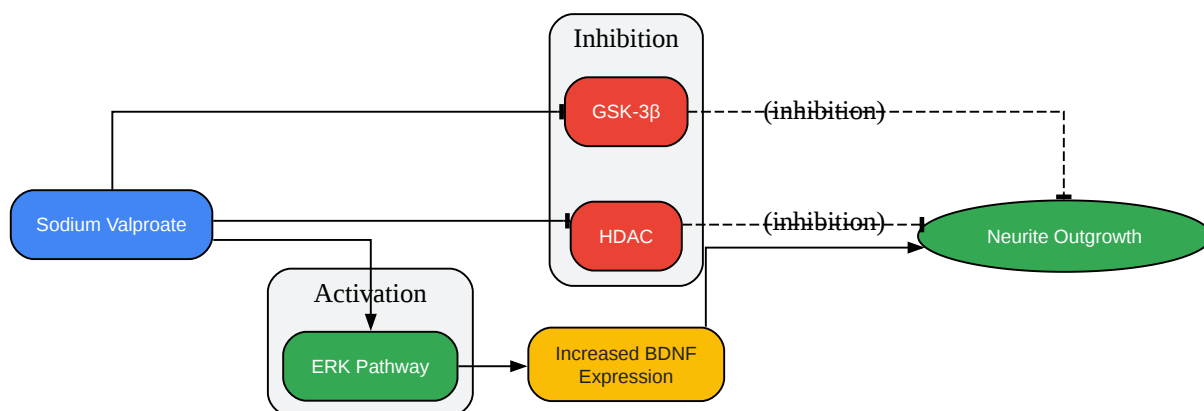 Inhibition
GSK-3β
(inhibition)
Sodium Valproate
HDAC
(inhibition)
Neurite Outgrowth
Activation
ERK Pathway
Increased BDNF
Expression